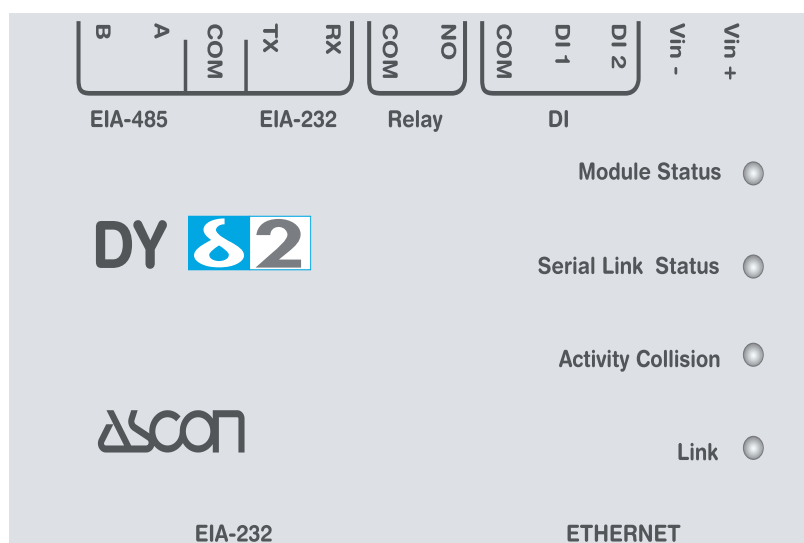 B A COM TX RX COM NO COM DI 1 DI 2 Vin - Vin +
EIA-485 EIA-232 Relay DI
Module Status
DY δ2
Serial Link Status
Activity Collision
ASCON
Link
EIA-232 ETHERNET